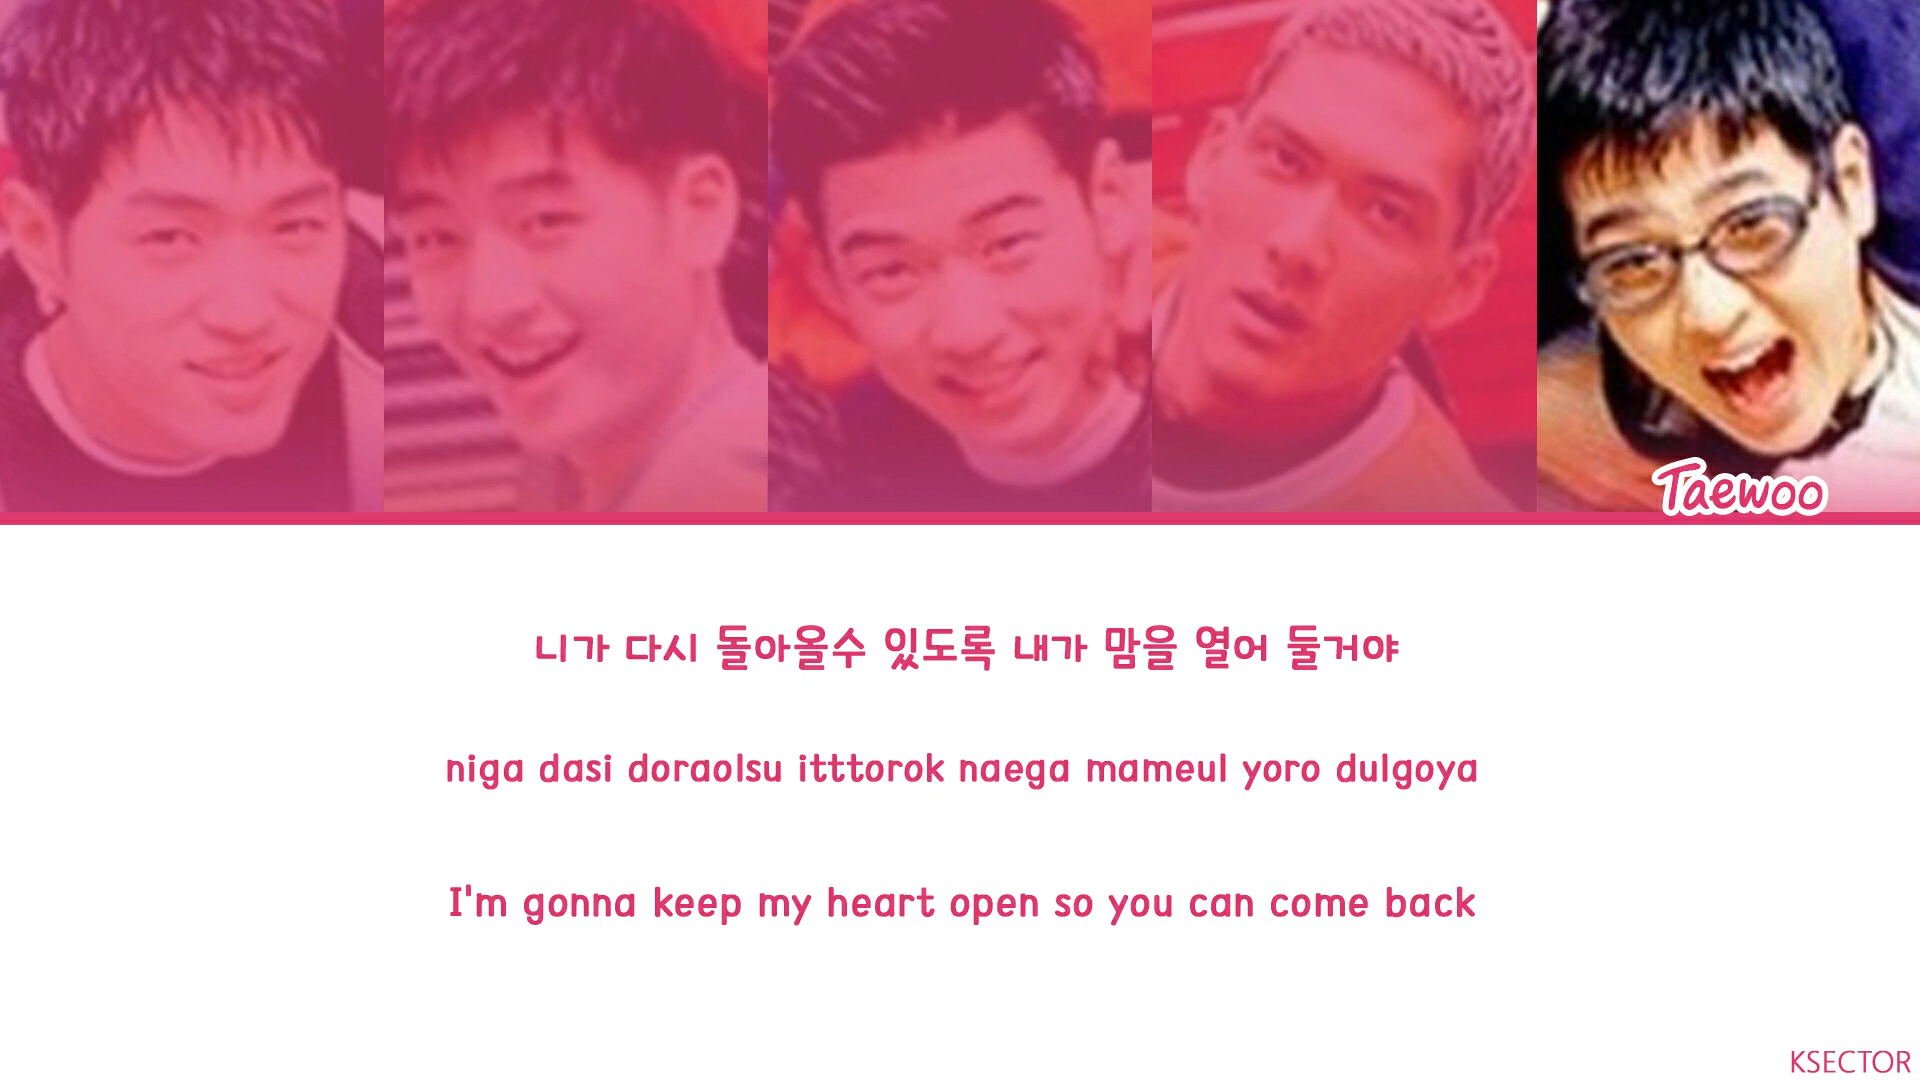 Taewoo
니가 다시 돌아올수 있도록 내가 맘을 열어 둘거야
niga dasi doraolsu itttorok naega mameul yoro dulgoya
I'm gonna keep my heart open so you can come back
KSECTOR